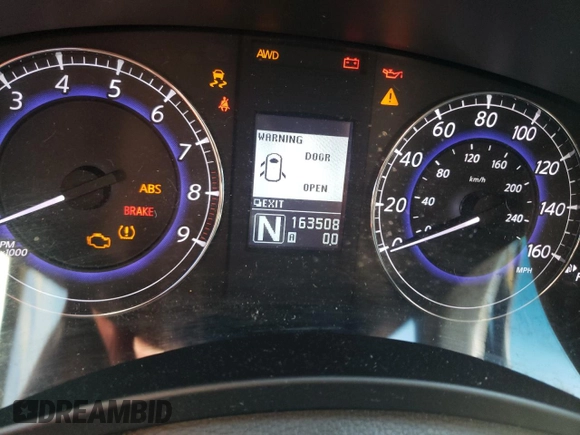 AWD
3 4 5 6 7 8 9
x1000
ABS
BRAKE
WARNING
DOOR
OPEN
EXIT
N 163508
A 0.0
0 20 40 60 80 100 120 140 160
40 80 120 160 200 240
km/h
MPH
DREAMBID